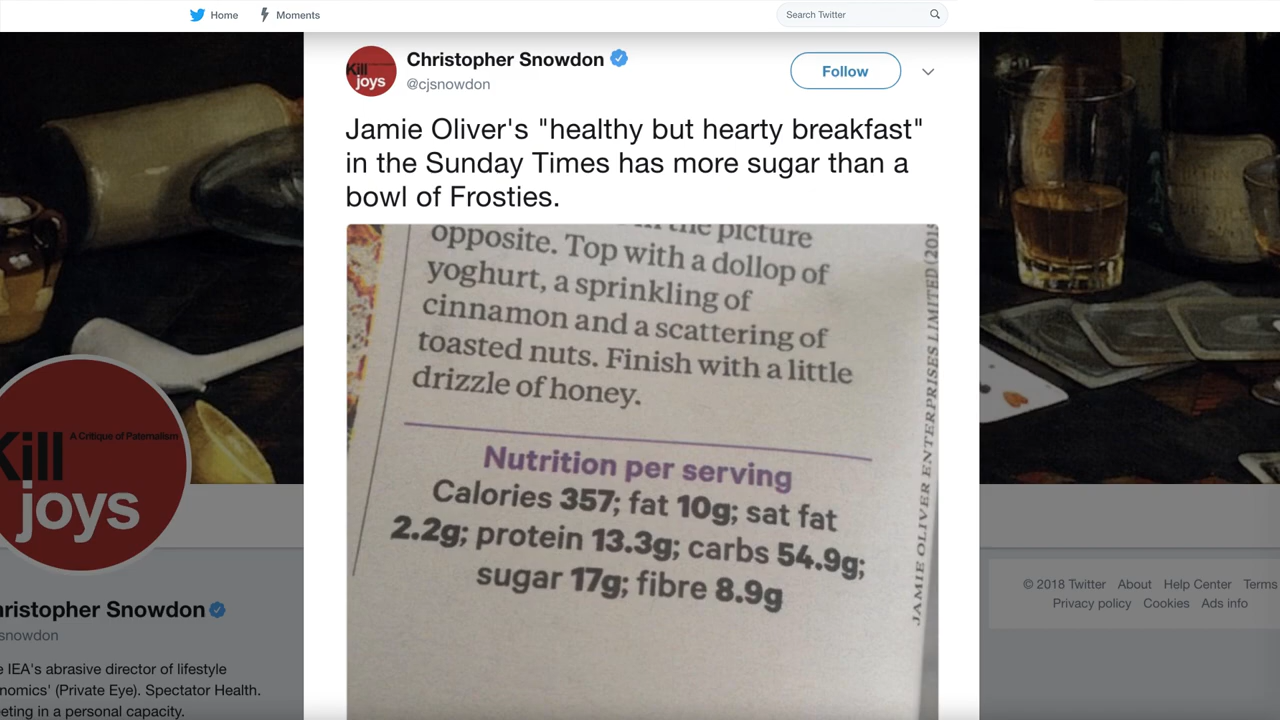 Home
Moments
Search Twitter
Kill
joys
Christopher Snowdon
@cjsnowdon
Follow
Jamie Oliver's "healthy but hearty breakfast"
in the Sunday Times has more sugar than a
bowl of Frosties.
the picture
opposite. Top with a dollop of
yoghurt, a sprinkling of
cinnamon and a scattering of
toasted nuts. Finish with a little
drizzle of honey.
Nutrition per serving
Calories 357; fat 10g; sat fat
2.2g; protein 13.3g; carbs 54.9g;
sugar 17g; fibre 8.9g
JAMIE OLIVER ENTERPRISES LIMITED (2015
Kill
A Critique of Paternalism
joys
hristopher Snowdon
snowdon
e IEA's abrasive director of lifestyle
nomics' (Private Eye). Spectator Health.
eting in a personal capacity.
© 2018 Twitter About Help Center Terms
Privacy policy Cookies Ads info